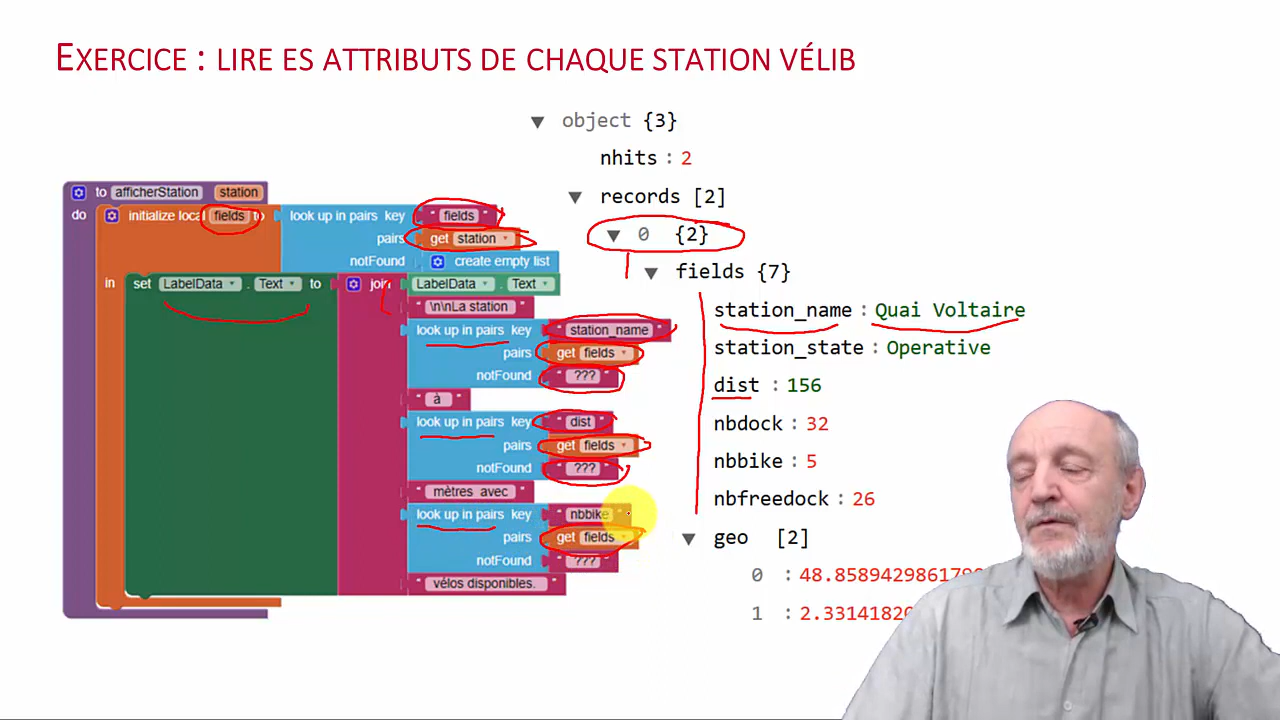 EXERCICE : LIRE ES ATTRIBUTS DE CHAQUE STATION VÉLIB
to afficherStation station
do initialize local fields to look up in pairs key " fields "
pairs get station
notFound create empty list
in set LabelData . Text to join LabelData . Text
" \n\nLa station "
look up in pairs key " station_name "
pairs get fields
notFound " ??? "
" à "
look up in pairs key " dist "
pairs get fields
notFound " ??? "
" mètres avec "
look up in pairs key " nbbike "
pairs get fields
notFound " ??? "
" vélos disponibles. "
object {3}
nhits : 2
records [2]
0 {2}
fields {7}
station_name : Quai Voltaire
station_state : Operative
dist : 156
nbdock : 32
nbbike : 5
nbfreedock : 26
geo [2]
0 :
1 :